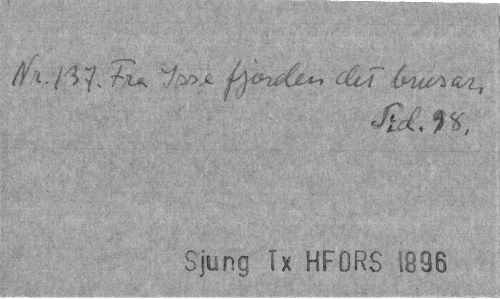 Nr. 137. Fra Isse fjorden det brusar,
Sid. 98.
Sjung Tx HFORS 1896